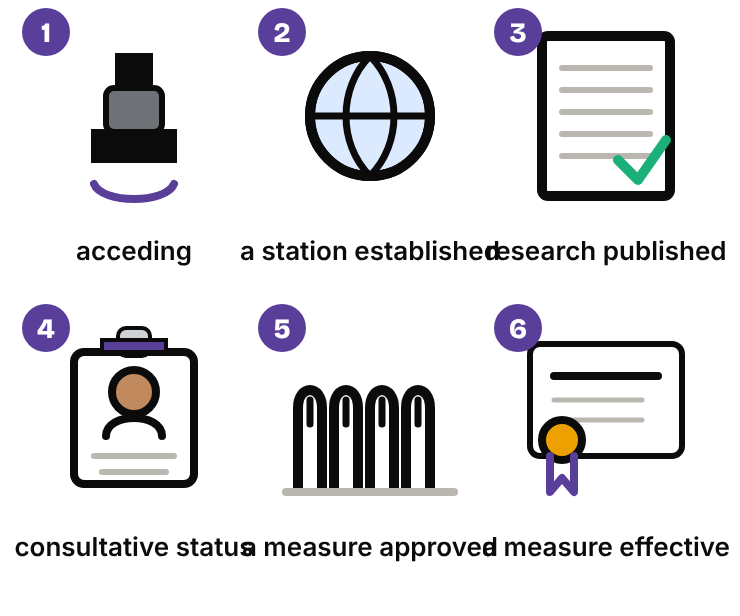 1
2
3
acceding
a station established
research published
4
5
6
consultative status
a measure approved
a measure effective